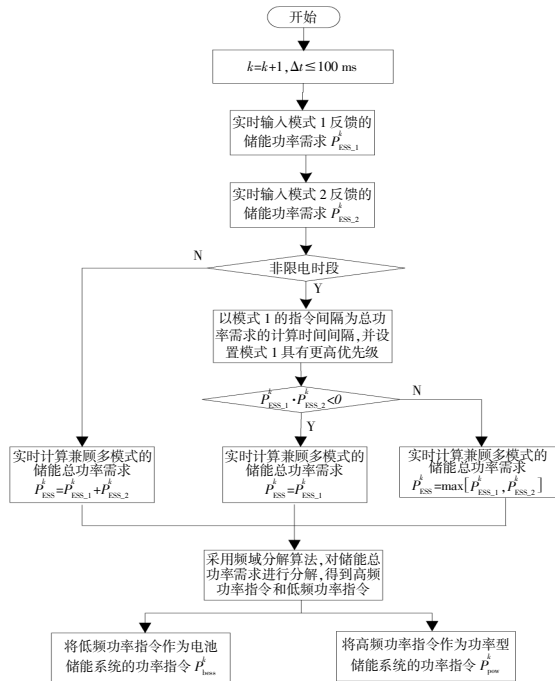 开始
k=k+1,Δt≤100 ms
实时输入模式 1 反馈的
储能功率需求 P^k_ESS_1
实时输入模式 2 反馈的
储能功率需求 P^k_ESS_2
N
非限电时段
Y
以模式 1 的指令间隔为总功
率需求的计算时间间隔,并设
置模式 1 具有更高优先级
P^k_ESS_1·P^k_ESS_2<0
N
Y
实时计算兼顾多模式的
储能总功率需求
P^k_ESS=P^k_ESS_1+P^k_ESS_2
实时计算兼顾多模式的
储能总功率需求
P^k_ESS=P^k_ESS_1
实时计算兼顾多模式的
储能总功率需求
P^k_ESS=max[P^k_ESS_1,P^k_ESS_2]
采用频域分解算法,对储能总
功率需求进行分解,得到高频
功率指令和低频功率指令
将低频功率指令作为电池
储能系统的功率指令 P^k_bess
将高频功率指令作为功率型
储能系统的功率指令 P^k_pow